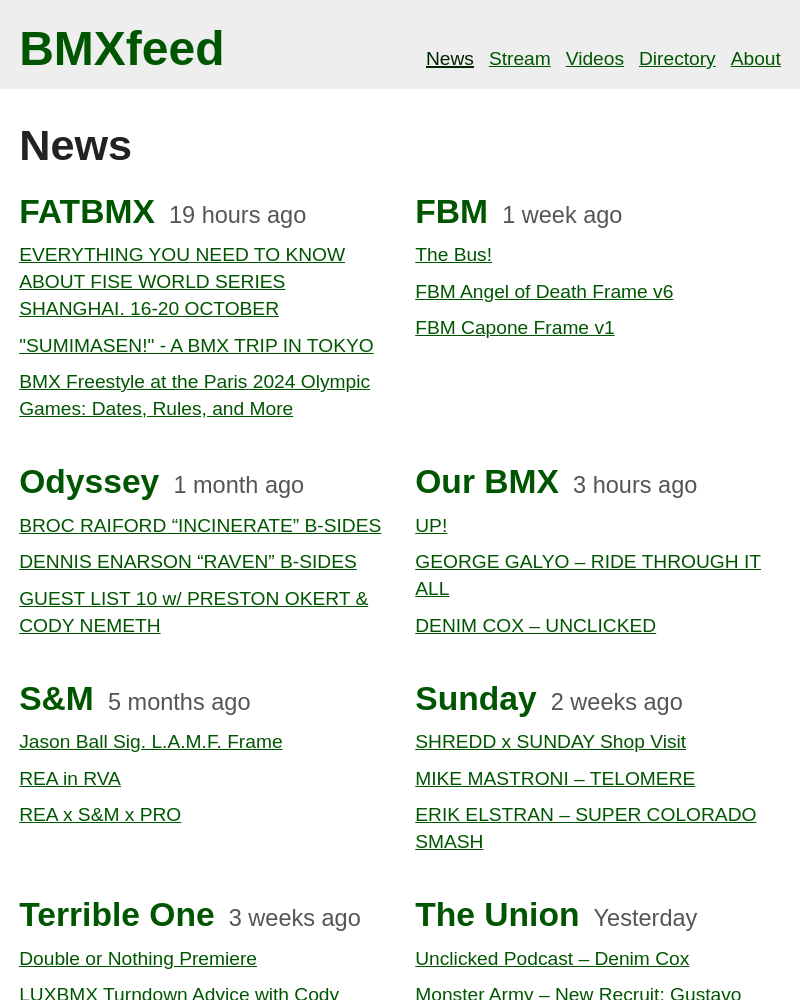 BMXfeed
News Stream Videos Directory About
News
FATBMX 19 hours ago
EVERYTHING YOU NEED TO KNOW
ABOUT FISE WORLD SERIES
SHANGHAI. 16-20 OCTOBER
"SUMIMASEN!" - A BMX TRIP IN TOKYO
BMX Freestyle at the Paris 2024 Olympic
Games: Dates, Rules, and More
FBM 1 week ago
The Bus!
FBM Angel of Death Frame v6
FBM Capone Frame v1
Odyssey 1 month ago
BROC RAIFORD “INCINERATE” B-SIDES
DENNIS ENARSON “RAVEN” B-SIDES
GUEST LIST 10 w/ PRESTON OKERT &
CODY NEMETH
Our BMX 3 hours ago
UP!
GEORGE GALYO – RIDE THROUGH IT
ALL
DENIM COX – UNCLICKED
S&M 5 months ago
Jason Ball Sig. L.A.M.F. Frame
REA in RVA
REA x S&M x PRO
Sunday 2 weeks ago
SHREDD x SUNDAY Shop Visit
MIKE MASTRONI – TELOMERE
ERIK ELSTRAN – SUPER COLORADO
SMASH
Terrible One 3 weeks ago
Double or Nothing Premiere
LUXBMX Turndown Advice with Cody
The Union Yesterday
Unclicked Podcast – Denim Cox
Monster Army – New Recruit: Gustavo